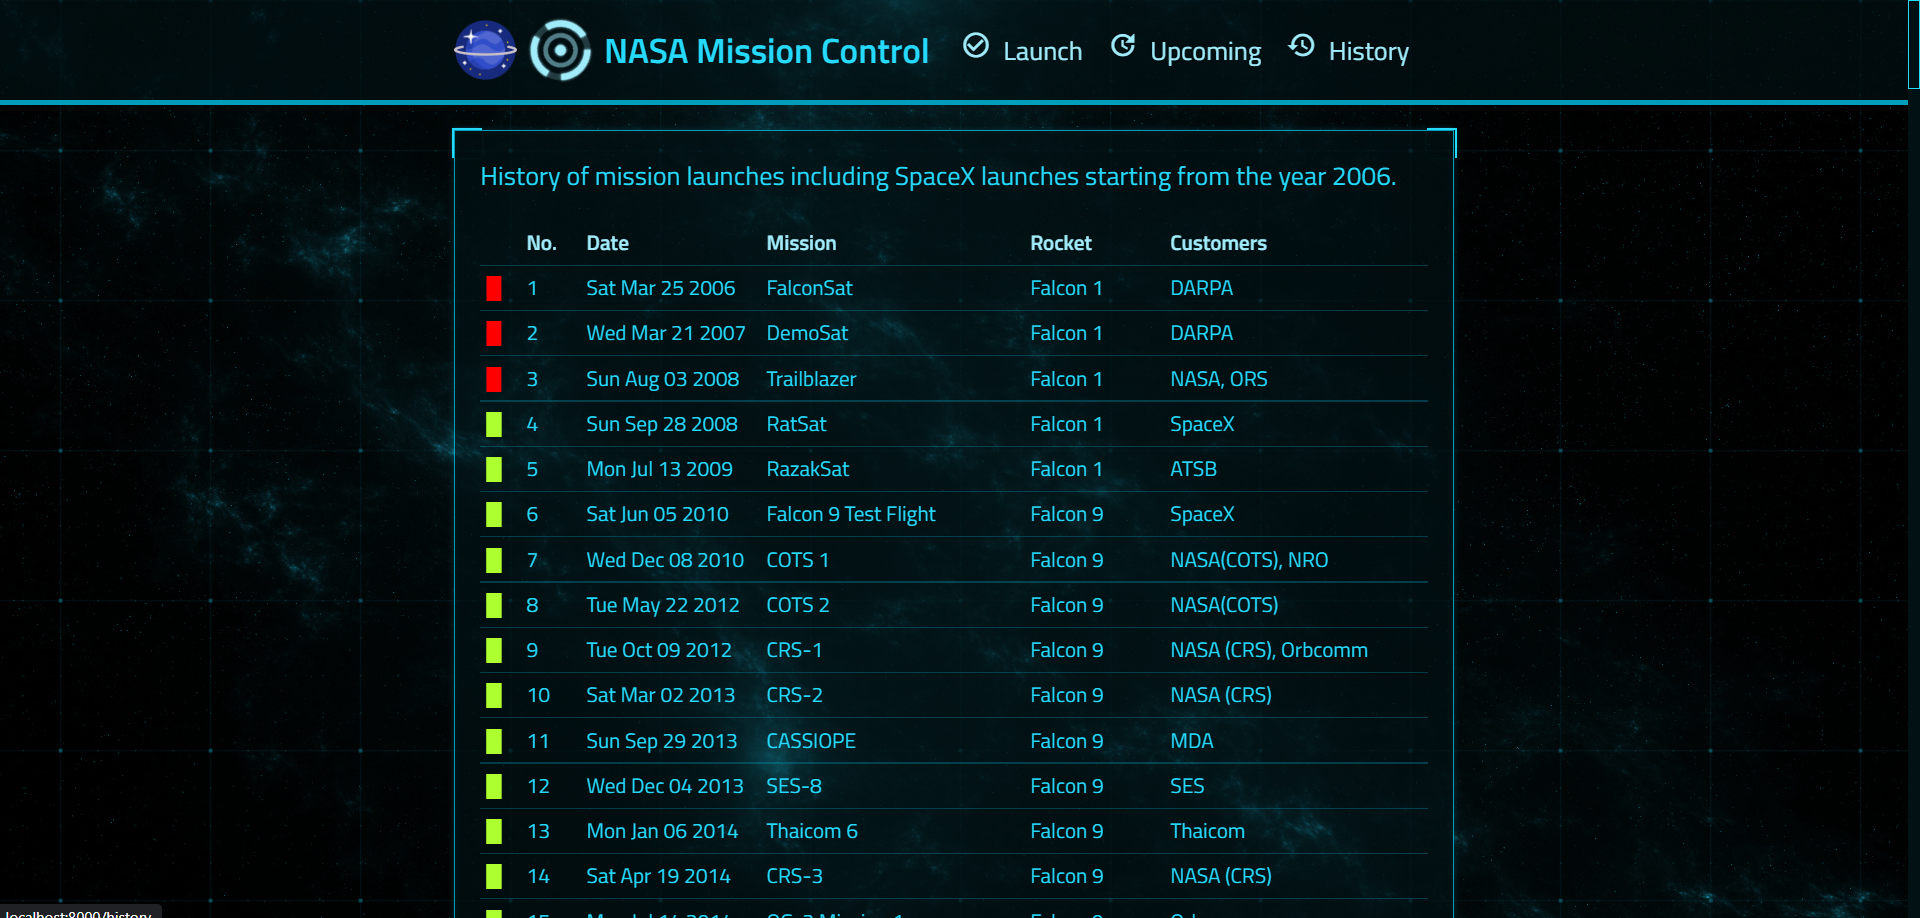 NASA Mission Control Launch Upcoming History
History of mission launches including SpaceX launches starting from the year 2006.
No. Date Mission Rocket Customers
1 Sat Mar 25 2006 FalconSat Falcon 1 DARPA
2 Wed Mar 21 2007 DemoSat Falcon 1 DARPA
3 Sun Aug 03 2008 Trailblazer Falcon 1 NASA, ORS
4 Sun Sep 28 2008 RatSat Falcon 1 SpaceX
5 Mon Jul 13 2009 RazakSat Falcon 1 ATSB
6 Sat Jun 05 2010 Falcon 9 Test Flight Falcon 9 SpaceX
7 Wed Dec 08 2010 COTS 1 Falcon 9 NASA(COTS), NRO
8 Tue May 22 2012 COTS 2 Falcon 9 NASA(COTS)
9 Tue Oct 09 2012 CRS-1 Falcon 9 NASA (CRS), Orbcomm
10 Sat Mar 02 2013 CRS-2 Falcon 9 NASA (CRS)
11 Sun Sep 29 2013 CASSIOPE Falcon 9 MDA
12 Wed Dec 04 2013 SES-8 Falcon 9 SES
13 Mon Jan 06 2014 Thaicom 6 Falcon 9 Thaicom
14 Sat Apr 19 2014 CRS-3 Falcon 9 NASA (CRS)
localhost:8000/history